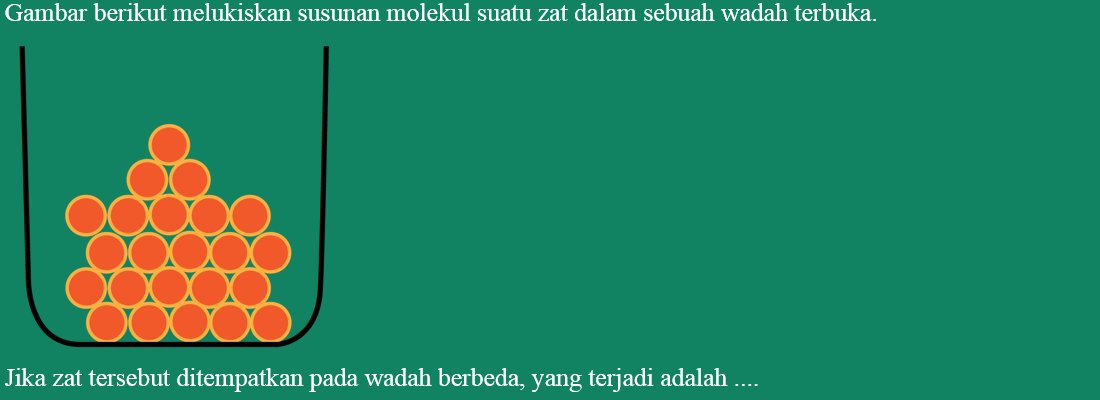 Gambar berikut melukiskan susunan molekul suatu zat dalam sebuah wadah terbuka.
Jika zat tersebut ditempatkan pada wadah berbeda, yang terjadi adalah ....